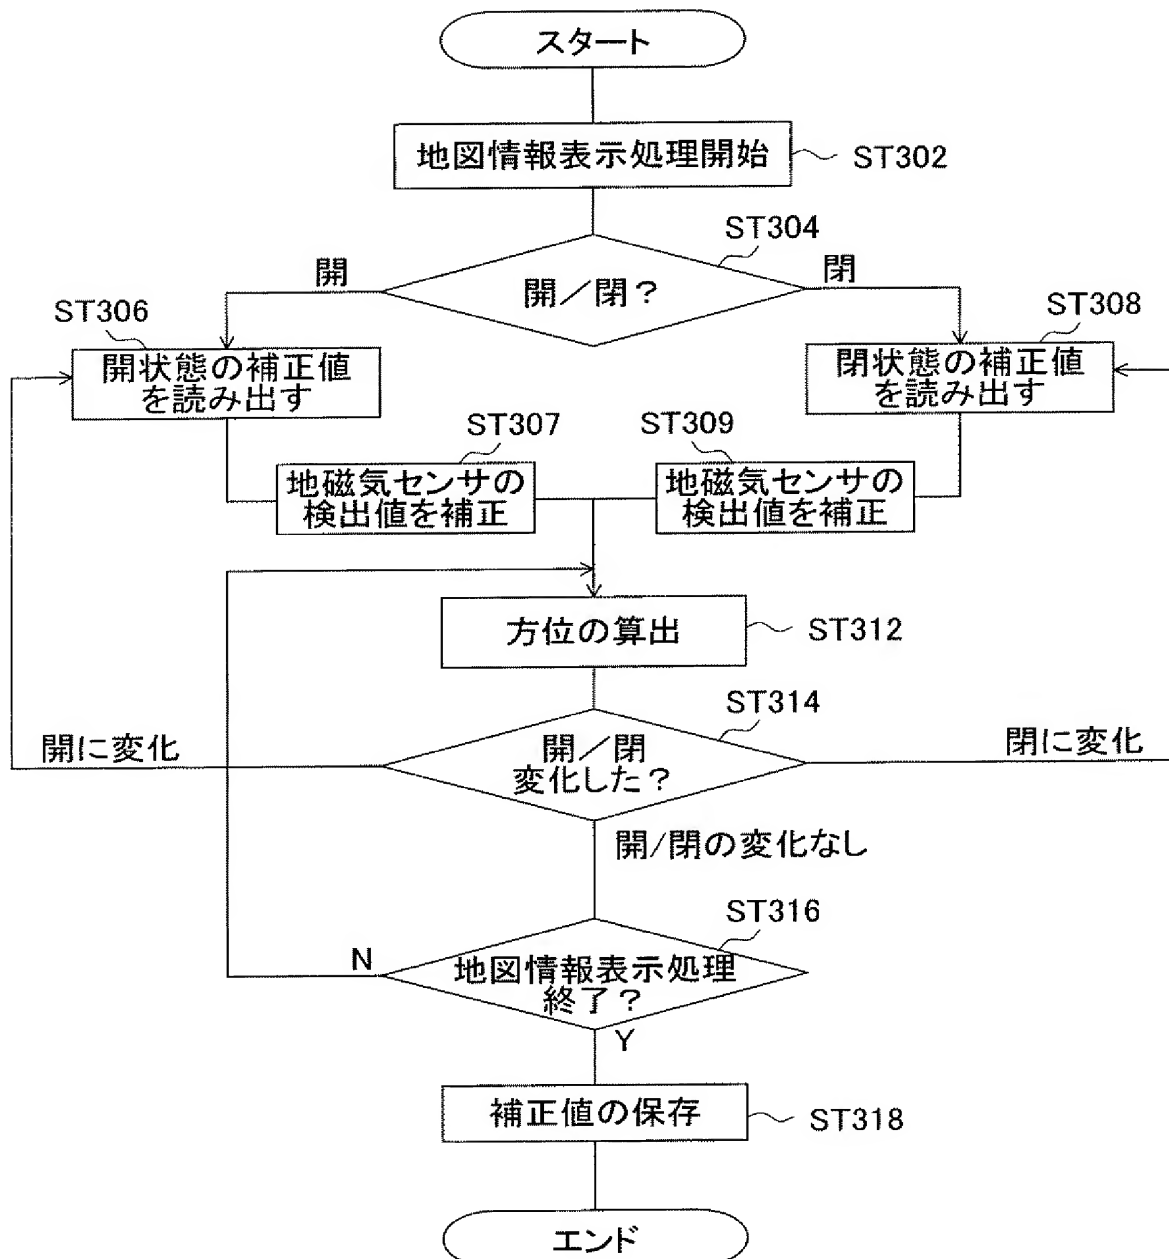 スタート
地図情報表示処理開始
ST302
ST304
開／閉？
開
閉
ST306
開状態の補正値
を読み出す
ST308
閉状態の補正値
を読み出す
ST307
地磁気センサの
検出値を補正
ST309
地磁気センサの
検出値を補正
方位の算出
ST312
ST314
開／閉
変化した？
開に変化
閉に変化
開/閉の変化なし
ST316
地図情報表示処理
終了？
N
Y
補正値の保存
ST318
エンド